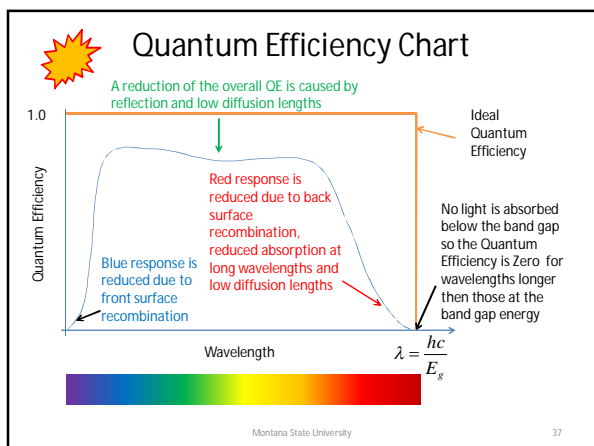 Quantum Efficiency Chart
A reduction of the overall QE is caused by
reflection and low diffusion lengths
1.0
Ideal
Quantum
Efficiency
Quantum Efficiency
Red response is
reduced due to back
surface
recombination,
reduced absorption at
long wavelengths and
low diffusion lengths
Blue response is
reduced due to
front surface
recombination
No light is absorbed
below the band gap
so the Quantum
Efficiency is Zero for
wavelengths longer
then those at the
band gap energy
Wavelength
λ = hc / E_g
Montana State University
37